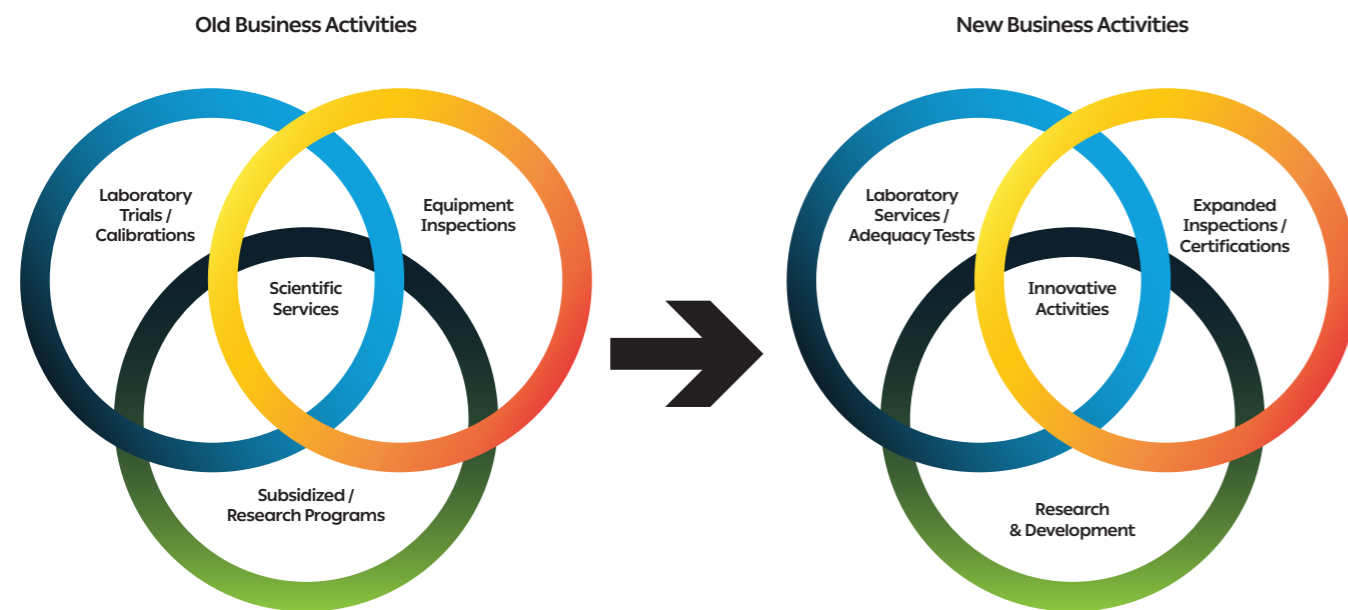 Old Business Activities
Laboratory
Trials /
Calibrations
Equipment
Inspections
Scientific
Services
Subsidized /
Research Programs
New Business Activities
Laboratory
Services /
Adequacy Tests
Expanded
Inspections /
Certifications
Innovative
Activities
Research
& Development